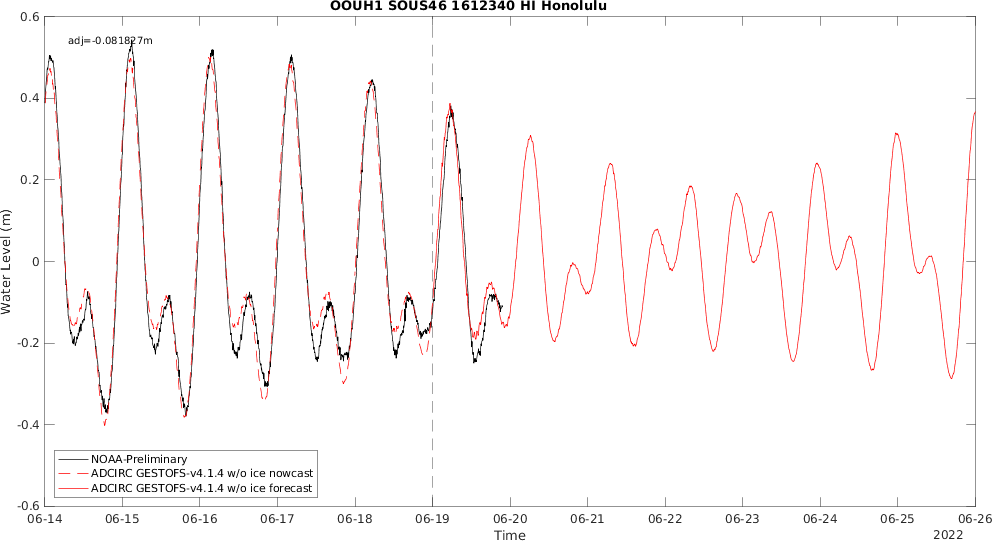 OOUH1 SOUS46 1612340 HI Honolulu
adj=-0.081827m
0.6
0.4
0.2
0
-0.2
-0.4
-0.6
Water Level (m)
NOAA-Preliminary
ADCIRC GESTOFS-v4.1.4 w/o ice nowcast
ADCIRC GESTOFS-v4.1.4 w/o ice forecast
06-14 06-15 06-16 06-17 06-18 06-19 06-20 06-21 06-22 06-23 06-24 06-25 06-26
Time
2022